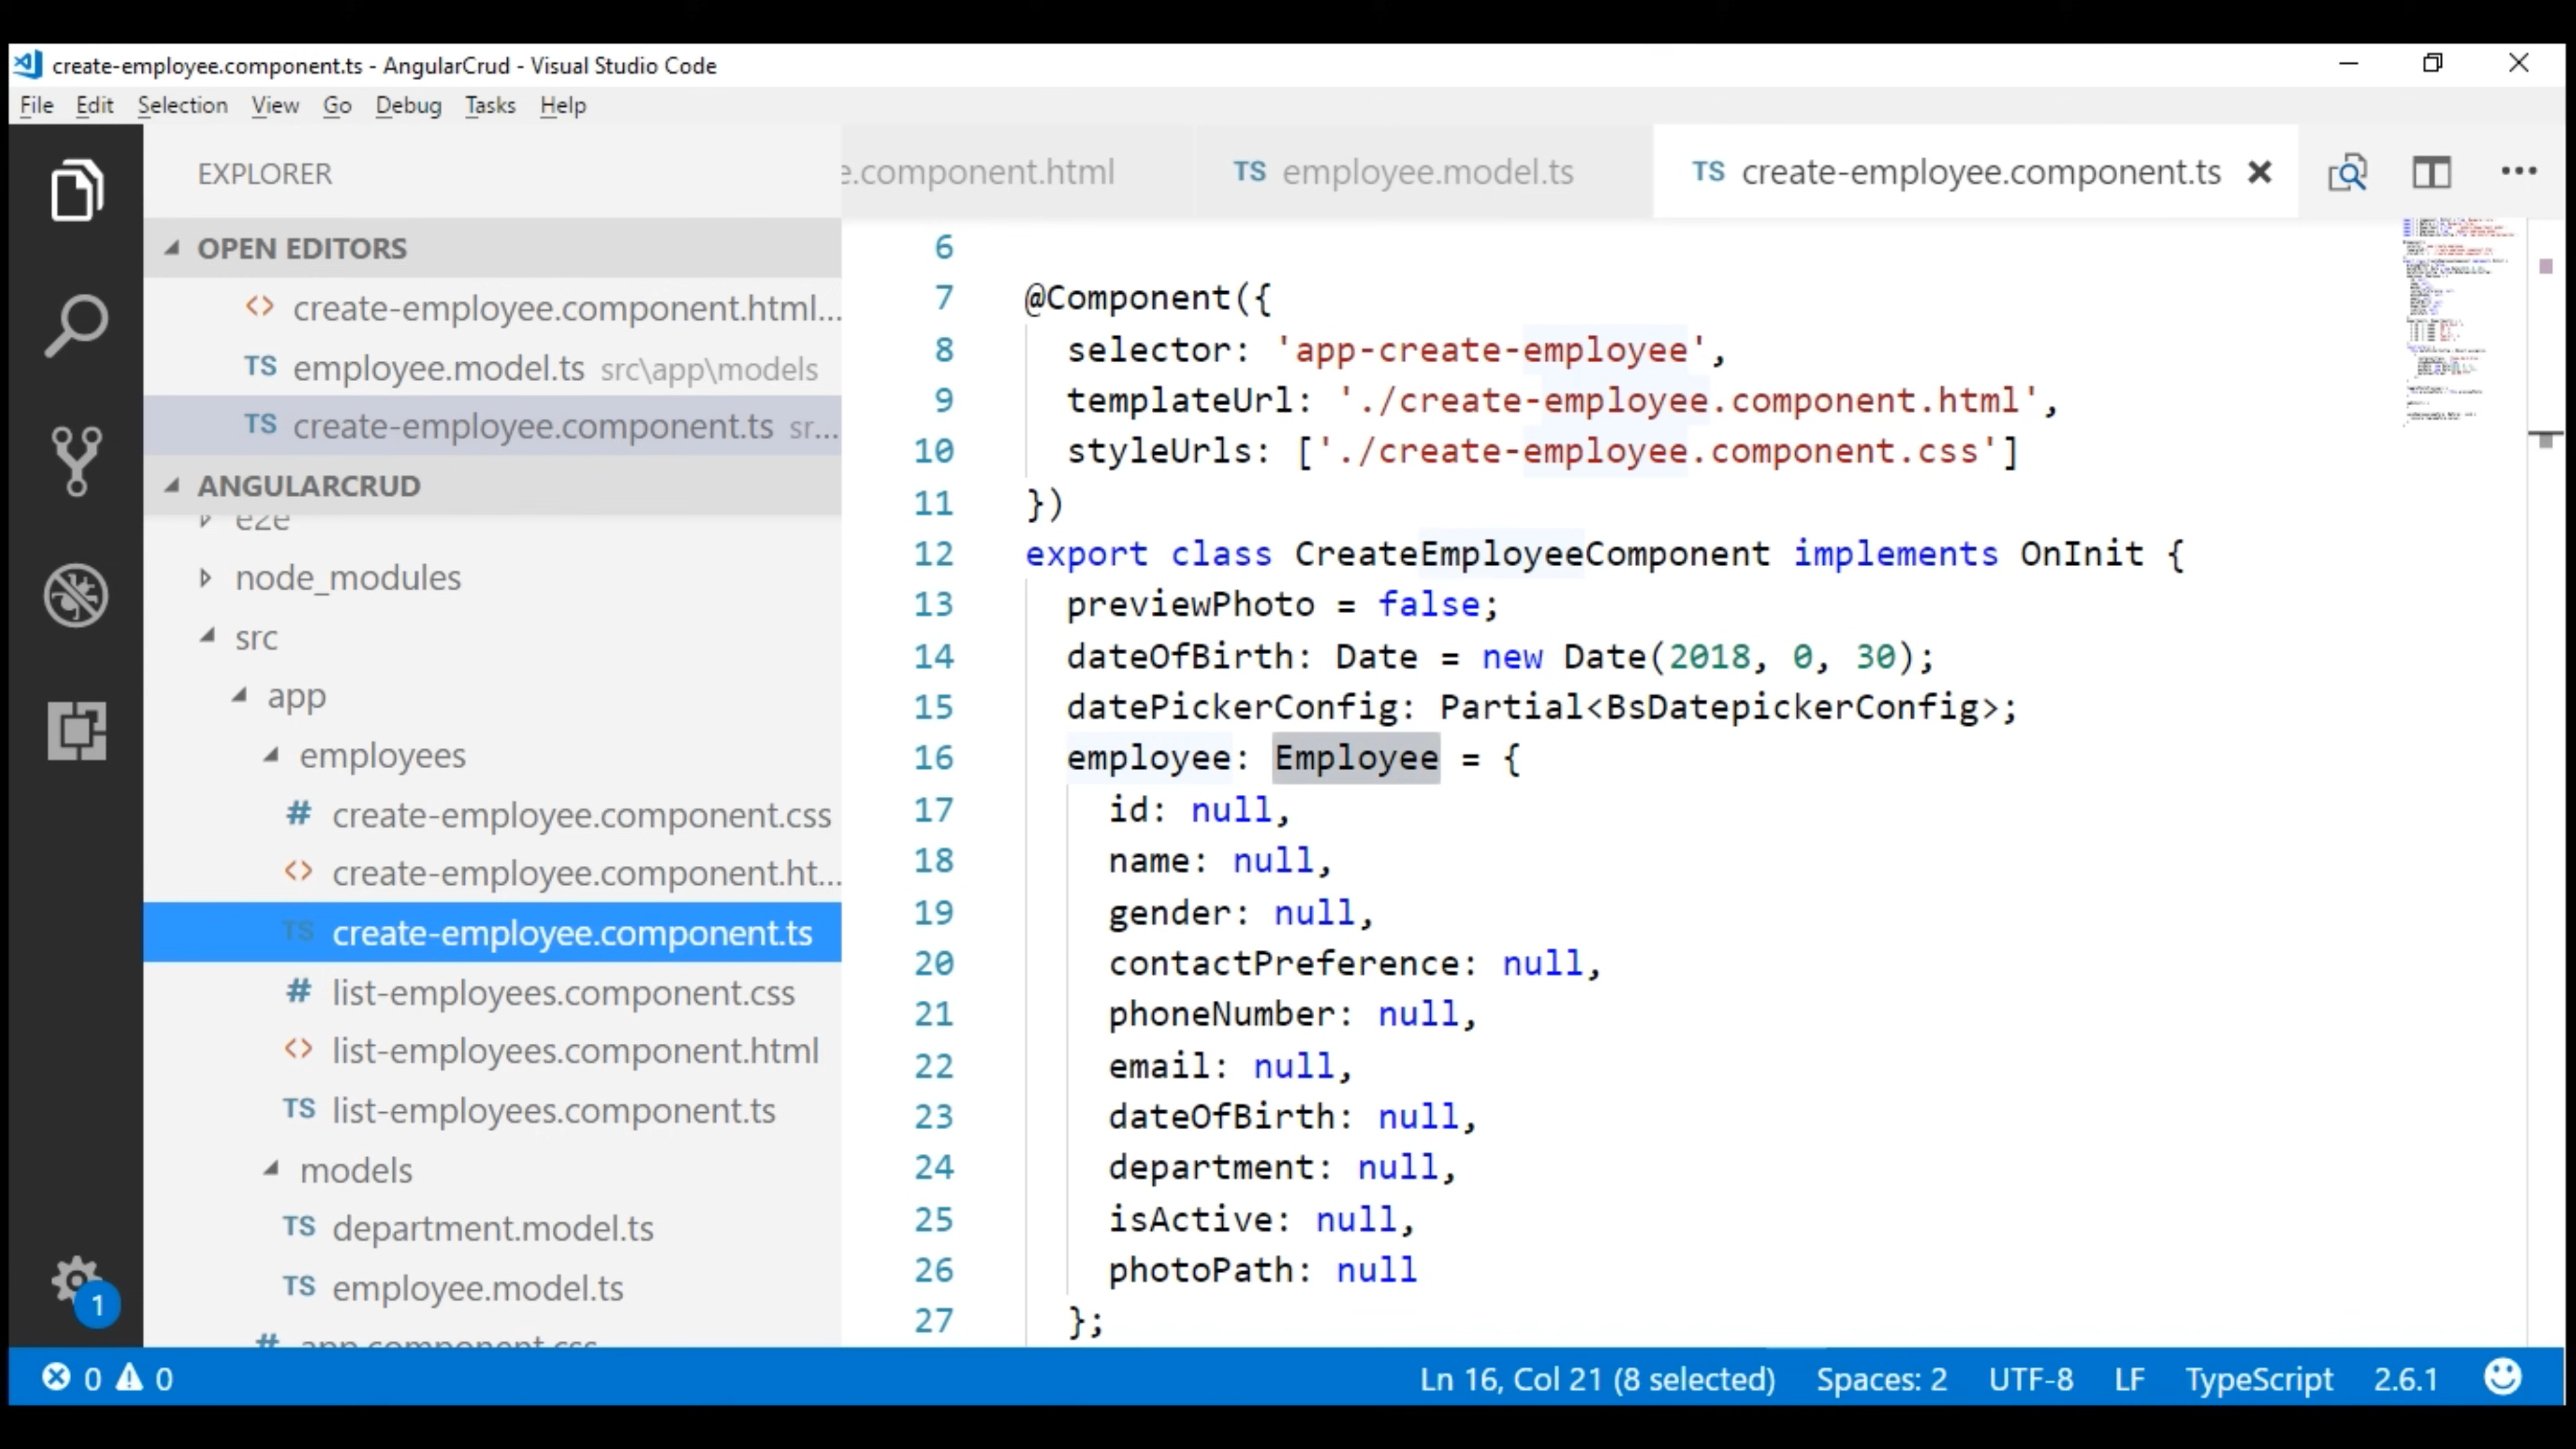 create-employee.component.ts - AngularCrud - Visual Studio Code
File Edit Selection View Go Debug Tasks Help
EXPLORER
OPEN EDITORS
<> create-employee.component.html...
TS employee.model.ts src\app\models
TS create-employee.component.ts sr...
ANGULARCRUD
e2e
node_modules
src
app
employees
# create-employee.component.css
<> create-employee.component.ht...
TS create-employee.component.ts
# list-employees.component.css
<> list-employees.component.html
TS list-employees.component.ts
models
TS department.model.ts
TS employee.model.ts
# app.component.css
1
e.component.html
TS employee.model.ts
TS create-employee.component.ts
6
7 @Component({
8 selector: 'app-create-employee',
9 templateUrl: './create-employee.component.html',
10 styleUrls: ['./create-employee.component.css']
11 })
12 export class CreateEmployeeComponent implements OnInit {
13 previewPhoto = false;
14 dateOfBirth: Date = new Date(2018, 0, 30);
15 datePickerConfig: Partial<BsDatepickerConfig>;
16 employee: Employee = {
17 id: null,
18 name: null,
19 gender: null,
20 contactPreference: null,
21 phoneNumber: null,
22 email: null,
23 dateOfBirth: null,
24 department: null,
25 isActive: null,
26 photoPath: null
27 };
0 0
Ln 16, Col 21 (8 selected) Spaces: 2 UTF-8 LF TypeScript 2.6.1